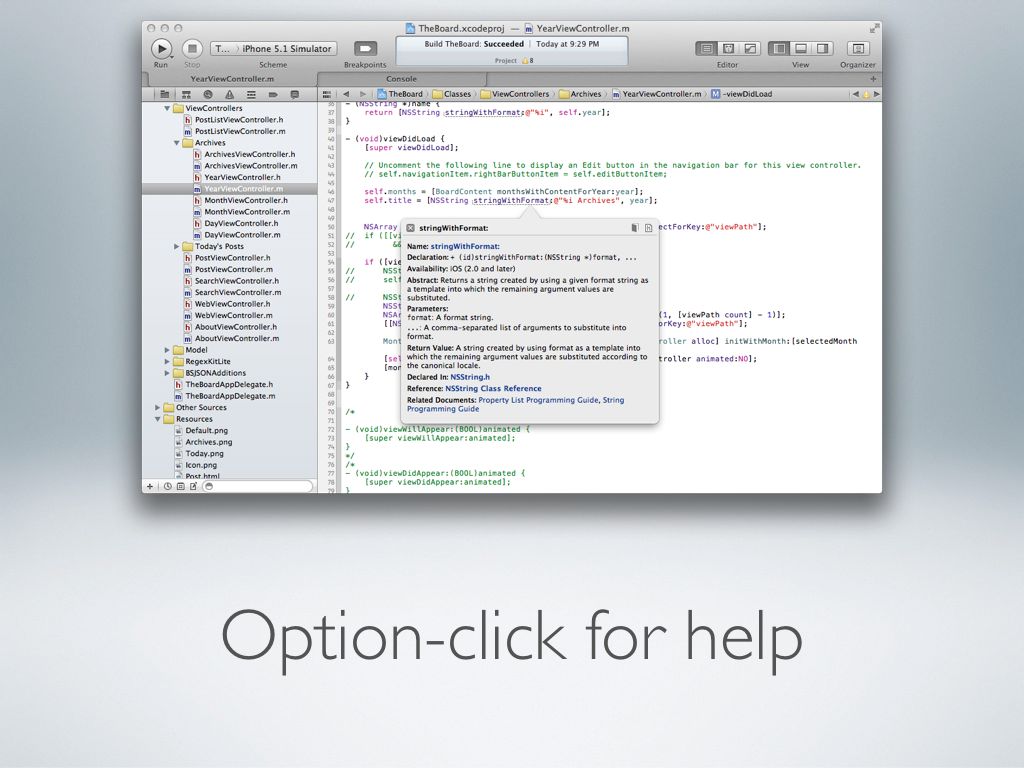 TheBoard.xcodeproj — YearViewController.m
T... iPhone 5.1 Simulator
Build TheBoard: Succeeded | Today at 9:29 PM
Project 8
Run Stop Scheme Breakpoints Editor View Organizer
YearViewController.m Console
TheBoard Classes ViewControllers Archives YearViewController.m M -viewDidLoad
ViewControllers
PostListViewController.h
PostListViewController.m
Archives
ArchivesViewController.h
ArchivesViewController.m
YearViewController.h
YearViewController.m
MonthViewController.h
MonthViewController.m
DayViewController.h
DayViewController.m
Today's Posts
PostViewController.h
PostViewController.m
SearchViewController.h
SearchViewController.m
WebViewController.h
WebViewController.m
AboutViewController.h
AboutViewController.m
Model
RegexKitLite
BSJSONAdditions
TheBoardAppDelegate.h
TheBoardAppDelegate.m
Other Sources
Resources
Default.png
Archives.png
Today.png
Icon.png
Post.html
36 - (NSString *)name {
37 return [NSString stringWithFormat:@"%i", self.year];
38 }
39
40 - (void)viewDidLoad {
41 [super viewDidLoad];
42
43 // Uncomment the following line to display an Edit button in the navigation bar for this view controller.
44 // self.navigationItem.rightBarButtonItem = self.editButtonItem;
45
46 self.months = [BoardContent monthsWithContentForYear:year];
47 self.title = [NSString stringWithFormat:@"%i Archives", year];
48
49
50 NSArray ectForKey:@"viewPath"];
51 // if ([[vi
52 // &&
53
54 if ([vie
55 // NSSt
56 // self
57
58 // NSSt
59 NSSt
60 NSAr (1, [viewPath count] - 1)];
61 [[NS orKey:@"viewPath"];
62
63 Mont roller alloc] initWithMonth:[selectedMonth
64 [sel troller animated:NO];
65 [mon
66 }
67 }
68
69
70 /*
71
72 - (void)viewWillAppear:(BOOL)animated {
73 [super viewWillAppear:animated];
74 }
75 */
76 /*
77 - (void)viewDidAppear:(BOOL)animated {
78 [super viewDidAppear:animated];
79 }
stringWithFormat:
Name: stringWithFormat:
Declaration: + (id)stringWithFormat:(NSString *)format, ...
Availability: iOS (2.0 and later)
Abstract: Returns a string created by using a given format string as
a template into which the remaining argument values are
substituted.
Parameters:
format: A format string.
...: A comma-separated list of arguments to substitute into
format.
Return Value: A string created by using format as a template into
which the remaining argument values are substituted according to
the canonical locale.
Declared In: NSString.h
Reference: NSString Class Reference
Related Documents: Property List Programming Guide, String
Programming Guide
Option-click for help